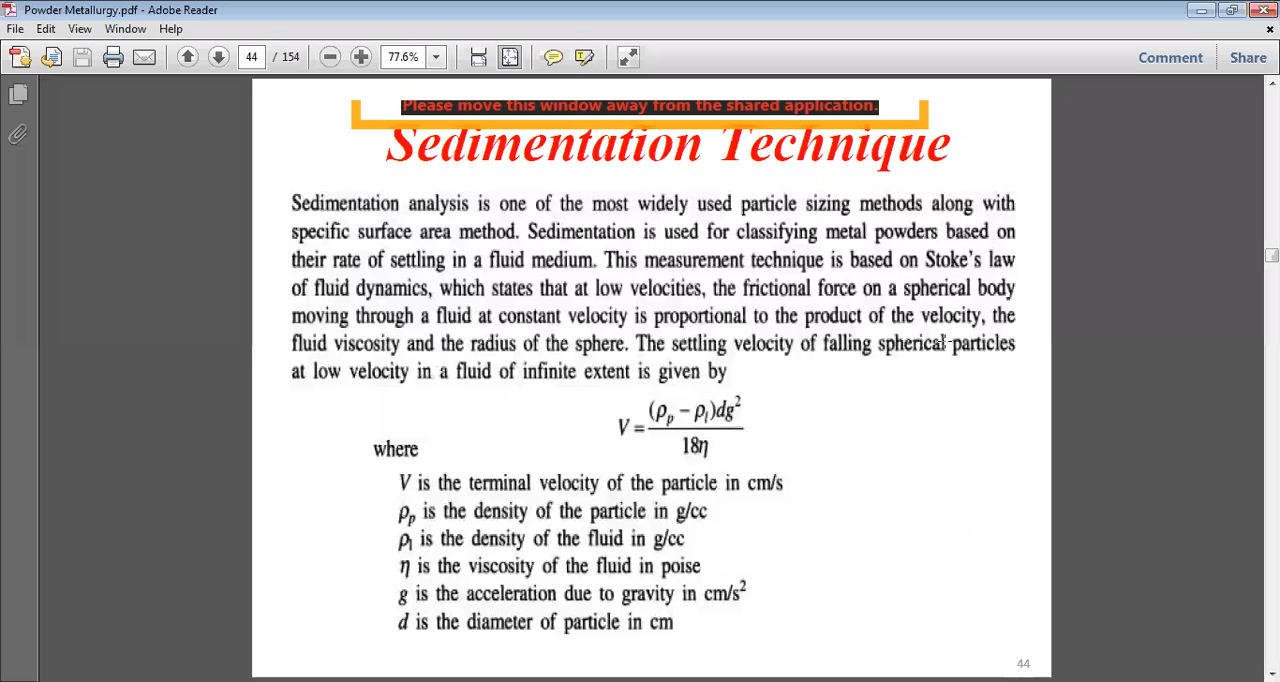 Powder Metallurgy.pdf - Adobe Reader
File Edit View Window Help
44 / 154 77.6% Comment Share
Please move this window away from the shared application.
Sedimentation Technique
Sedimentation analysis is one of the most widely used particle sizing methods along with
specific surface area method. Sedimentation is used for classifying metal powders based on
their rate of settling in a fluid medium. This measurement technique is based on Stoke's law
of fluid dynamics, which states that at low velocities, the frictional force on a spherical body
moving through a fluid at constant velocity is proportional to the product of the velocity, the
fluid viscosity and the radius of the sphere. The settling velocity of falling spherical particles
at low velocity in a fluid of infinite extent is given by
V = (ρp − ρl)dg² / 18η
where
V is the terminal velocity of the particle in cm/s
ρp is the density of the particle in g/cc
ρl is the density of the fluid in g/cc
η is the viscosity of the fluid in poise
g is the acceleration due to gravity in cm/s²
d is the diameter of particle in cm
44